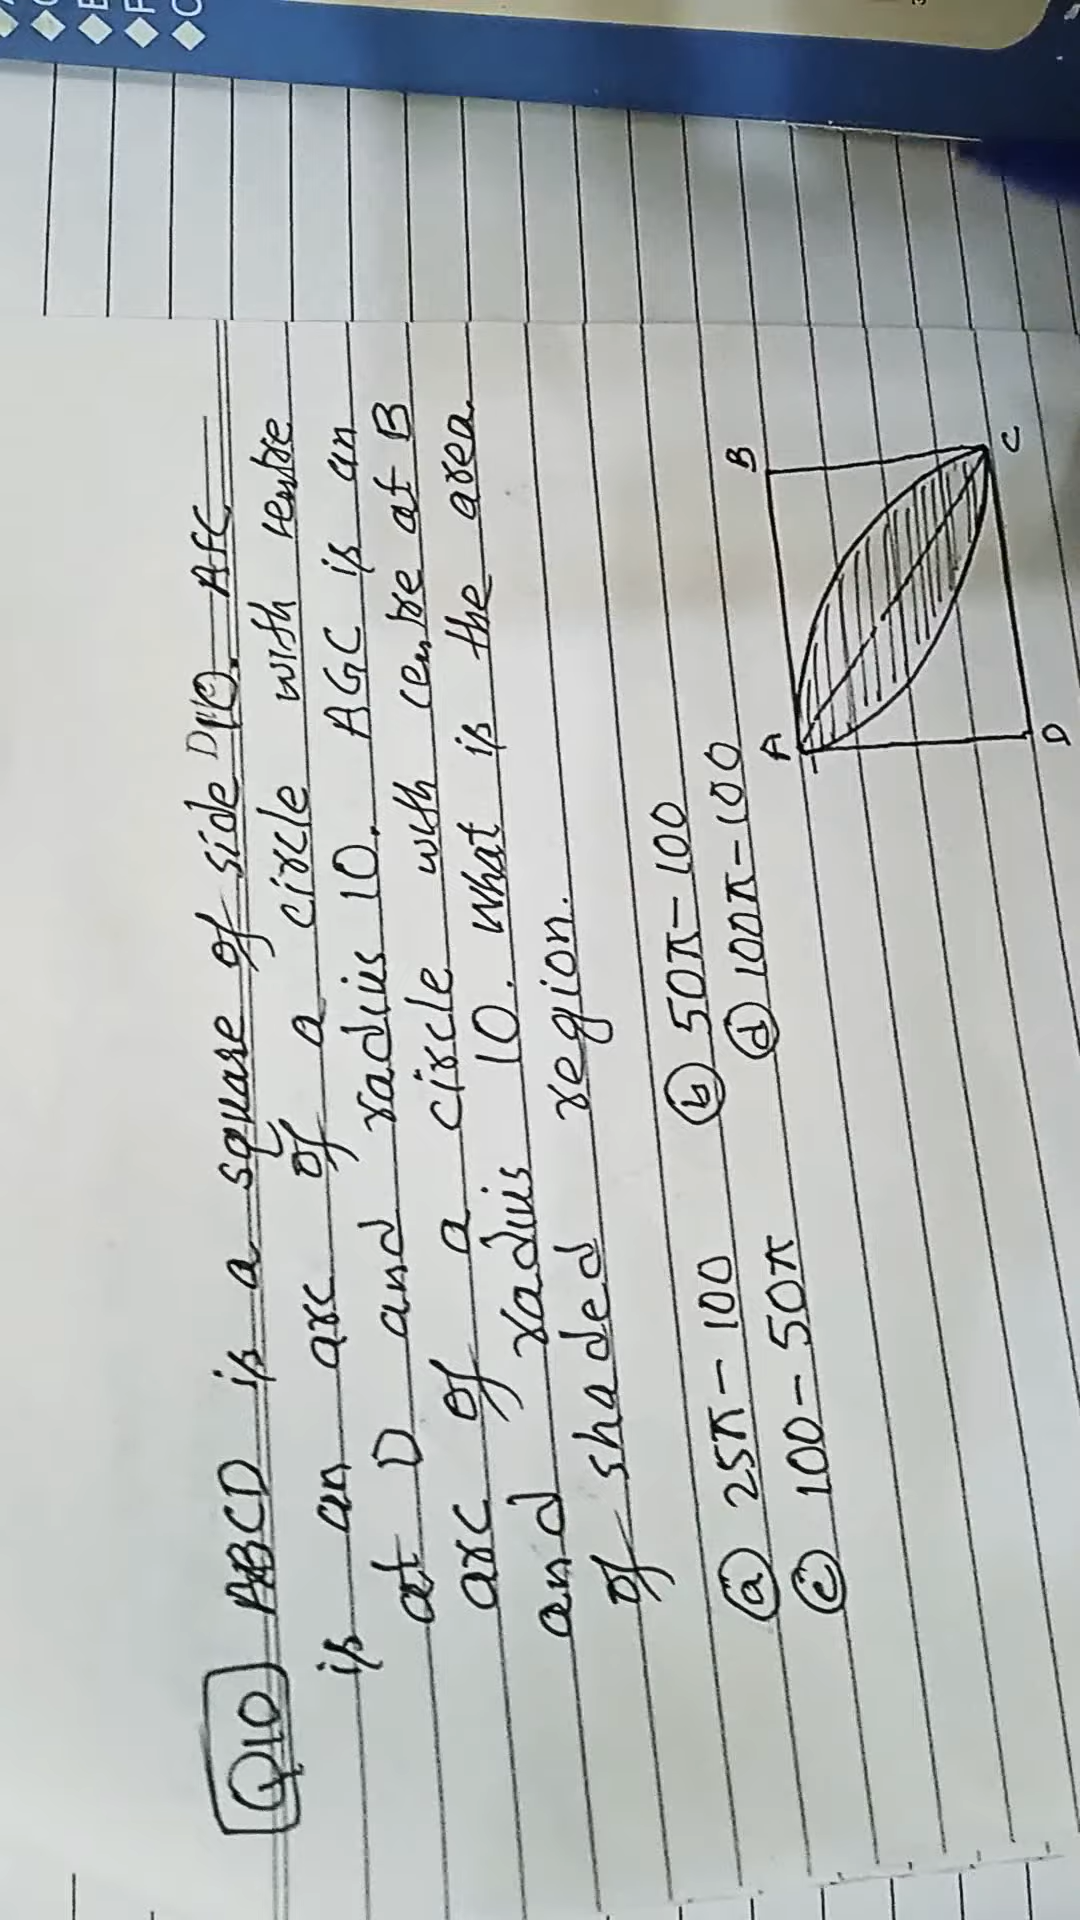 Q10 ABCD is a square of side 10. AFC
is an arc of a circle with centre
at D and radius 10. AGC is an
arc of a circle with centre at B
and radius 10. What is the area
of shaded region.
(a) 25π - 100 (b) 50π - 100
(c) 100 - 50π (d) 100π - 100
A B
D C